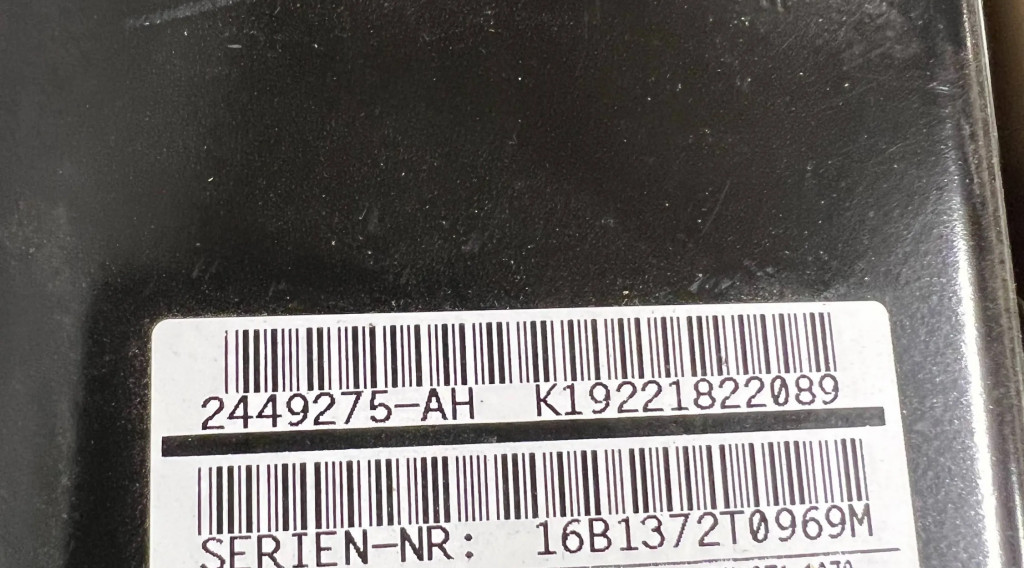 2449275-AH K19221822089
SERIEN-NR: 16B1372T0969M